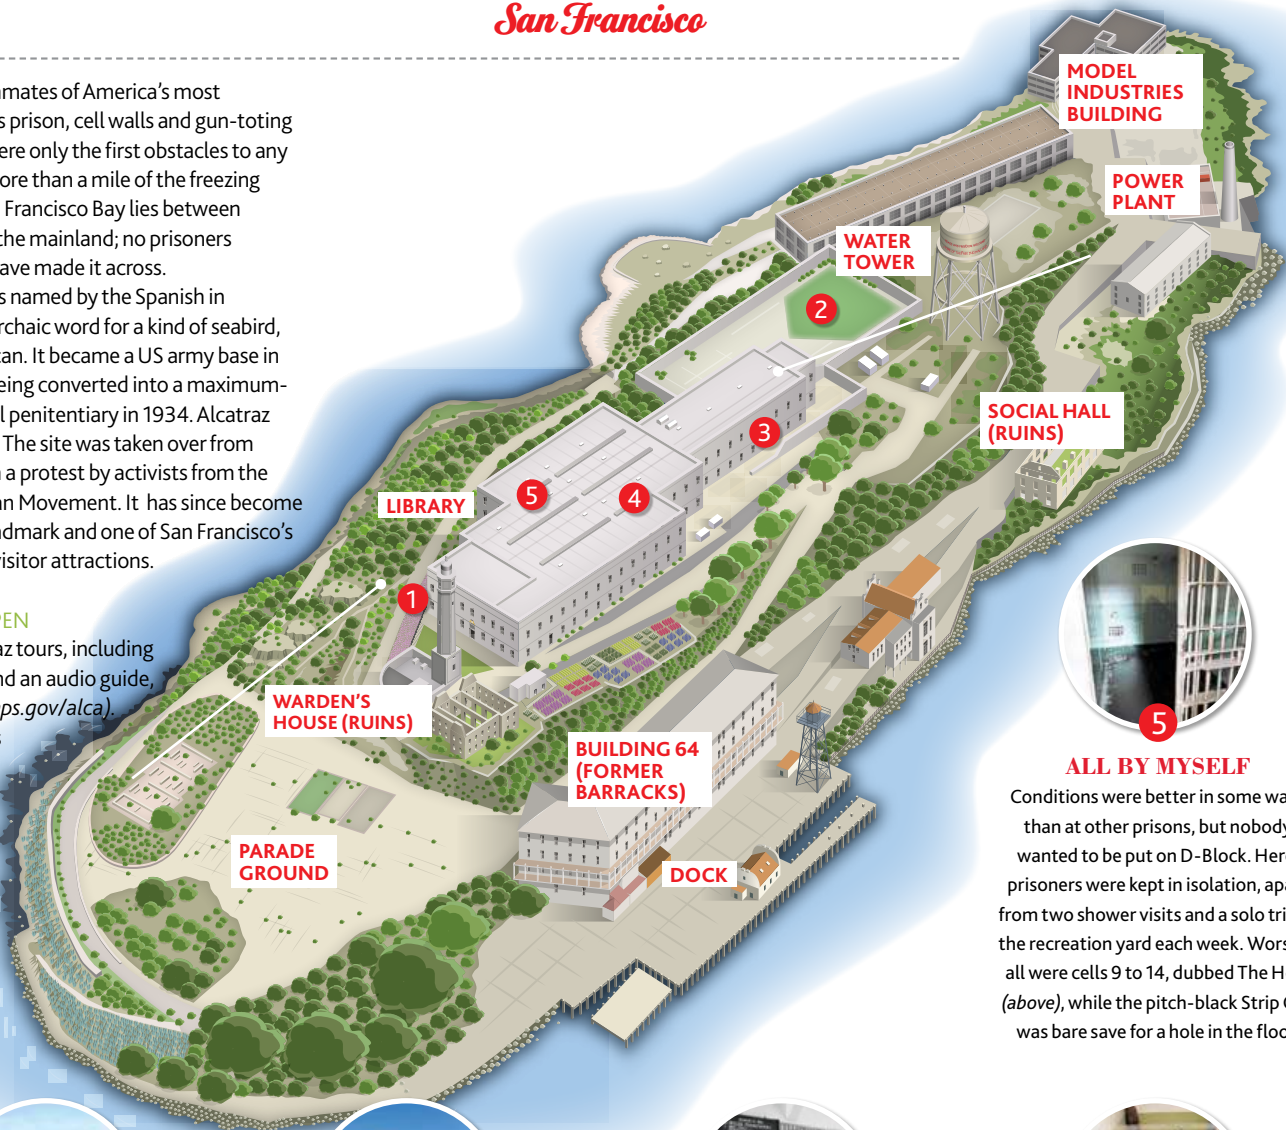 San Francisco
mates of America's most
s prison, cell walls and gun-toting
ere only the first obstacles to any
ore than a mile of the freezing
Francisco Bay lies between
the mainland; no prisoners
ave made it across.
s named by the Spanish in
rchaic word for a kind of seabird,
can. It became a US army base in
eing converted into a maximum-
l penitentiary in 1934. Alcatraz
The site was taken over from
a protest by activists from the
an Movement. It has since become
dmark and one of San Francisco's
visitor attractions.
PEN
az tours, including
nd an audio guide,
ps.gov/alca).
s
MODEL
INDUSTRIES
BUILDING
POWER
PLANT
WATER
TOWER
2
3
SOCIAL HALL
(RUINS)
LIBRARY
5
4
1
WARDEN'S
HOUSE (RUINS)
BUILDING 64
(FORMER
BARRACKS)
PARADE
GROUND
DOCK
5
ALL BY MYSELF
Conditions were better in some wa
than at other prisons, but nobody
wanted to be put on D-Block. Her
prisoners were kept in isolation, apa
from two shower visits and a solo tri
the recreation yard each week. Wors
all were cells 9 to 14, dubbed The H
(above), while the pitch-black Strip C
was bare save for a hole in the floo